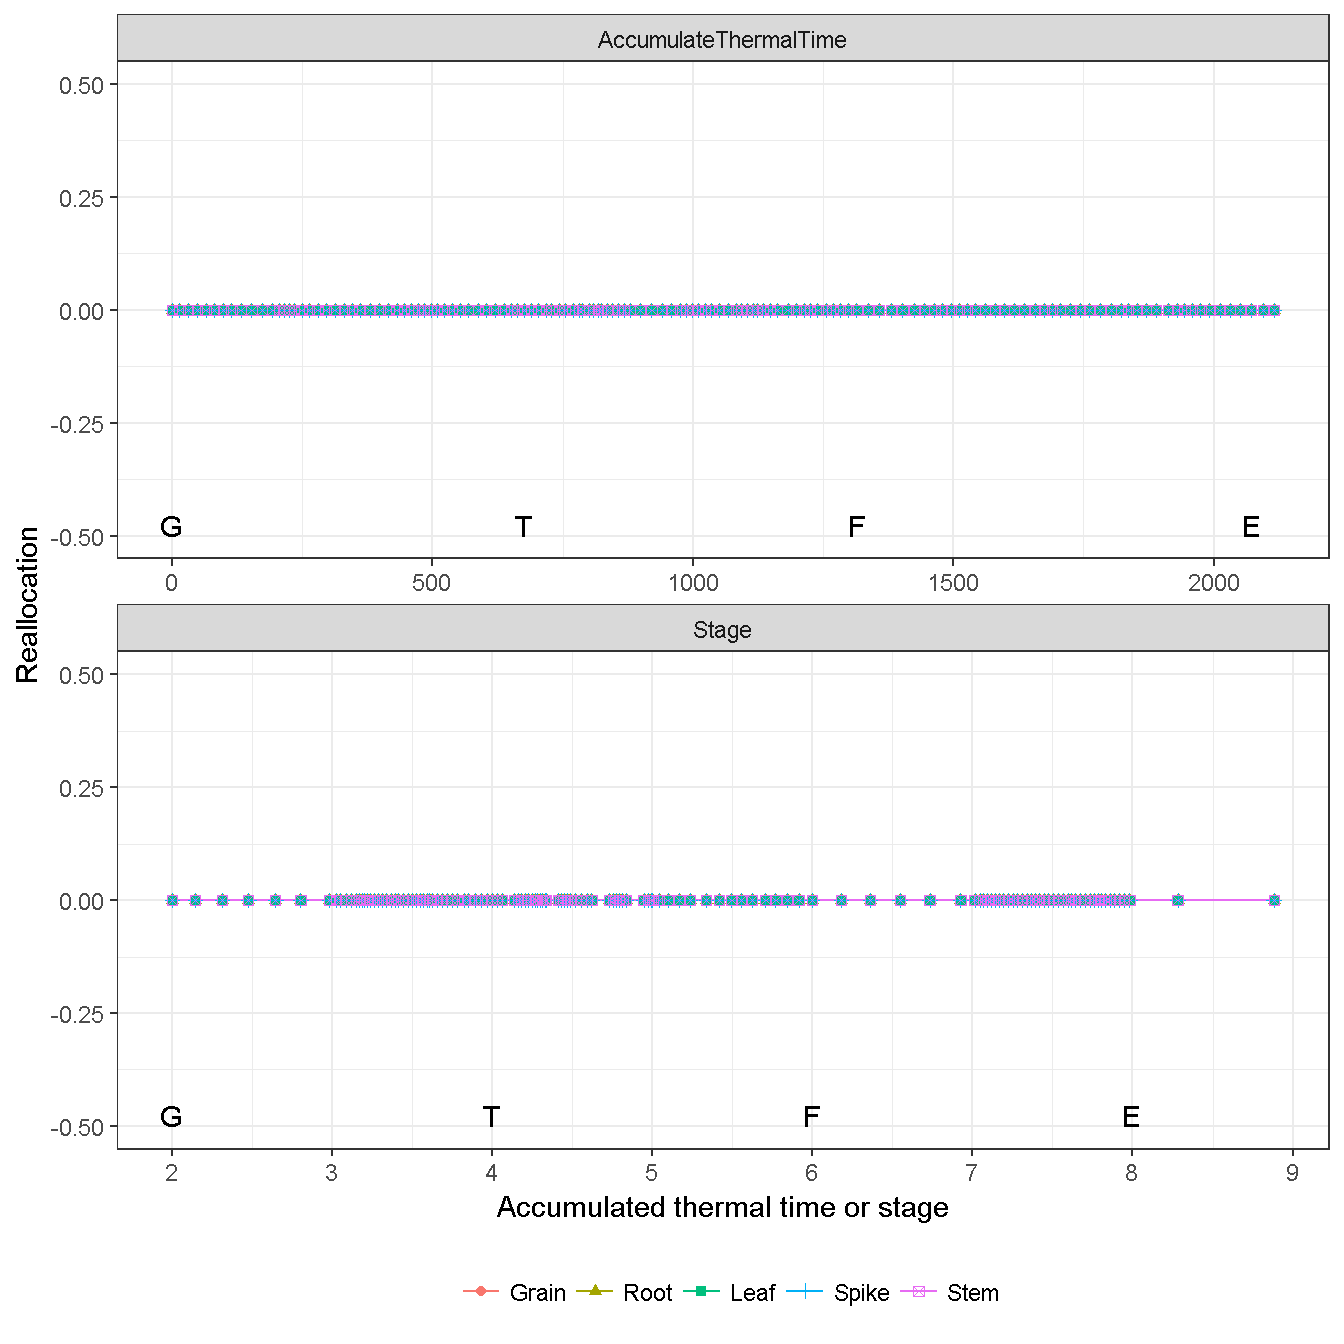 AccumulateThermalTime
0.50
0.25
0.00
-0.25
-0.50
G T F E
0 500 1000 1500 2000
Reallocation
Stage
0.50
0.25
0.00
-0.25
-0.50
G T F E
2 3 4 5 6 7 8 9
Accumulated thermal time or stage
Grain Root Leaf Spike Stem